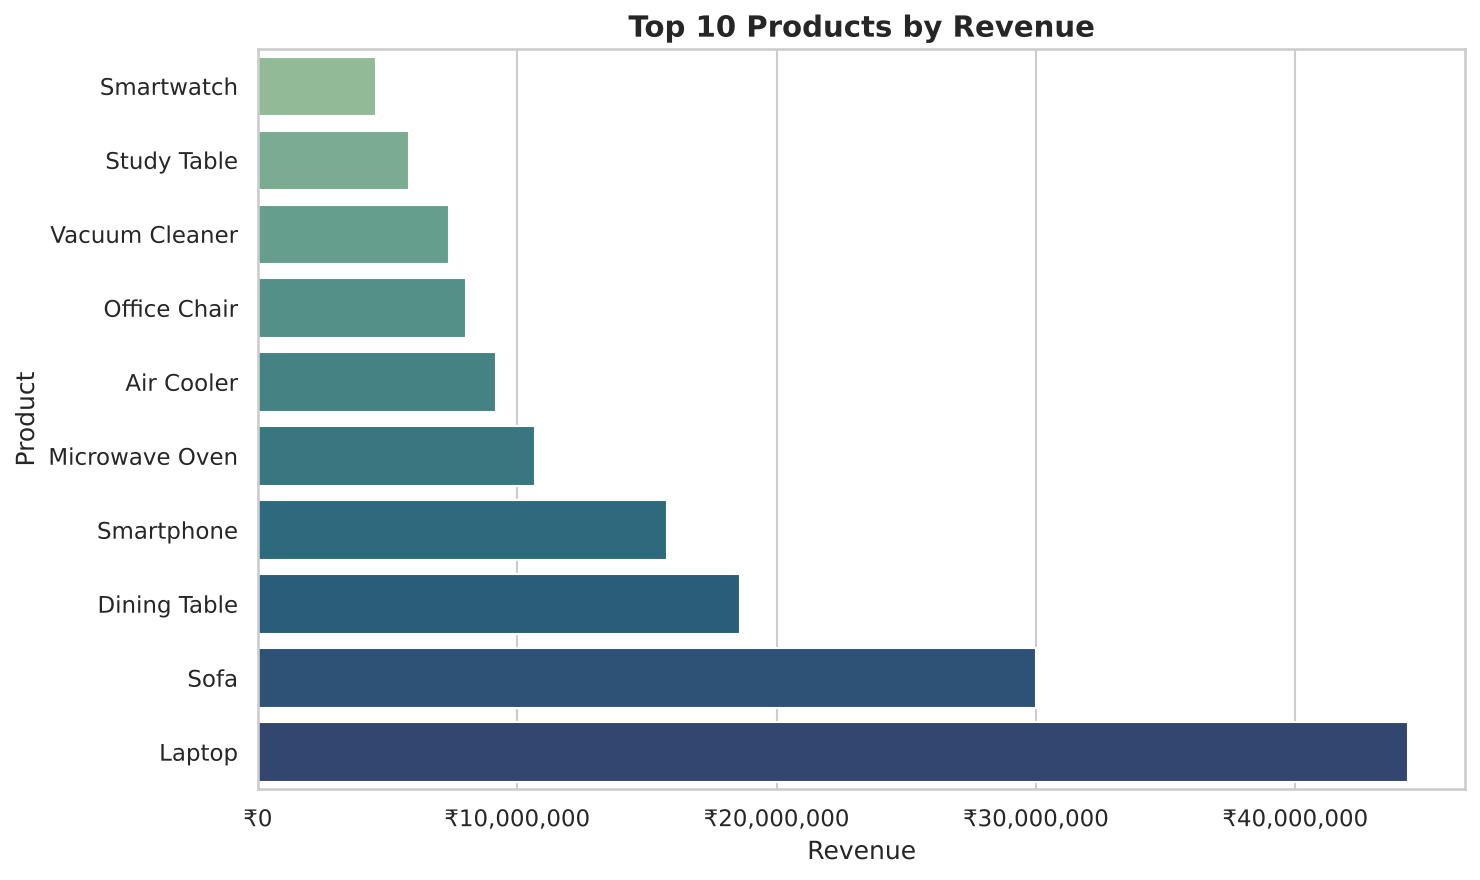 Top 10 Products by Revenue
Smartwatch
Study Table
Vacuum Cleaner
Office Chair
Air Cooler
Microwave Oven
Smartphone
Dining Table
Sofa
Laptop
Product
₹0 ₹10,000,000 ₹20,000,000 ₹30,000,000 ₹40,000,000
Revenue